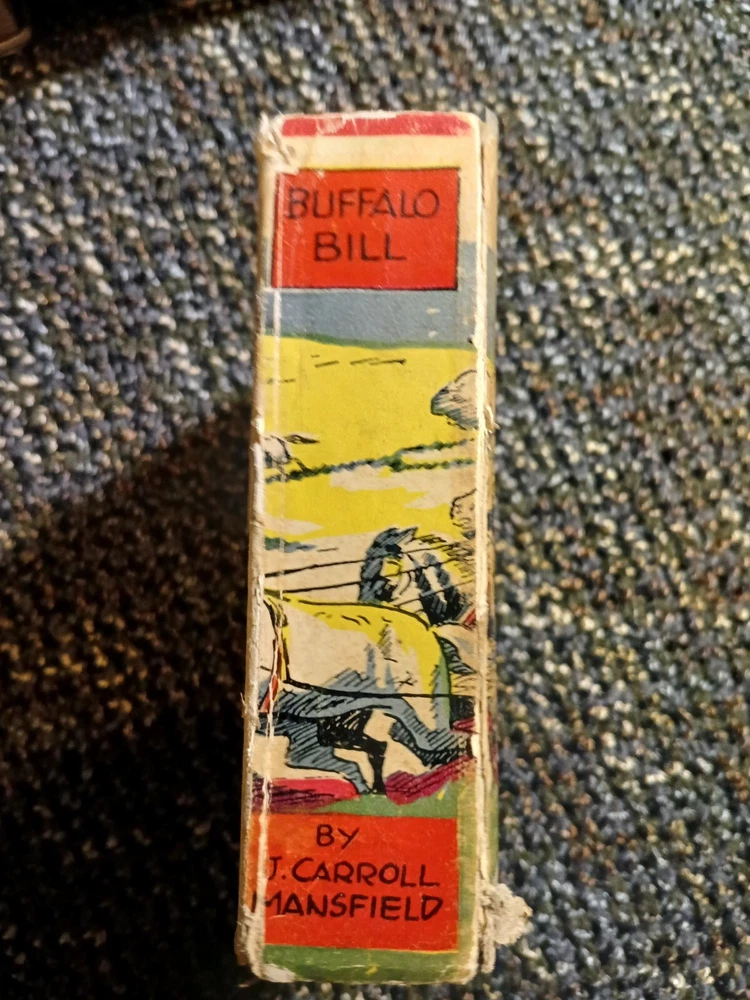 BUFFALO
BILL
BY
J. CARROLL
MANSFIELD